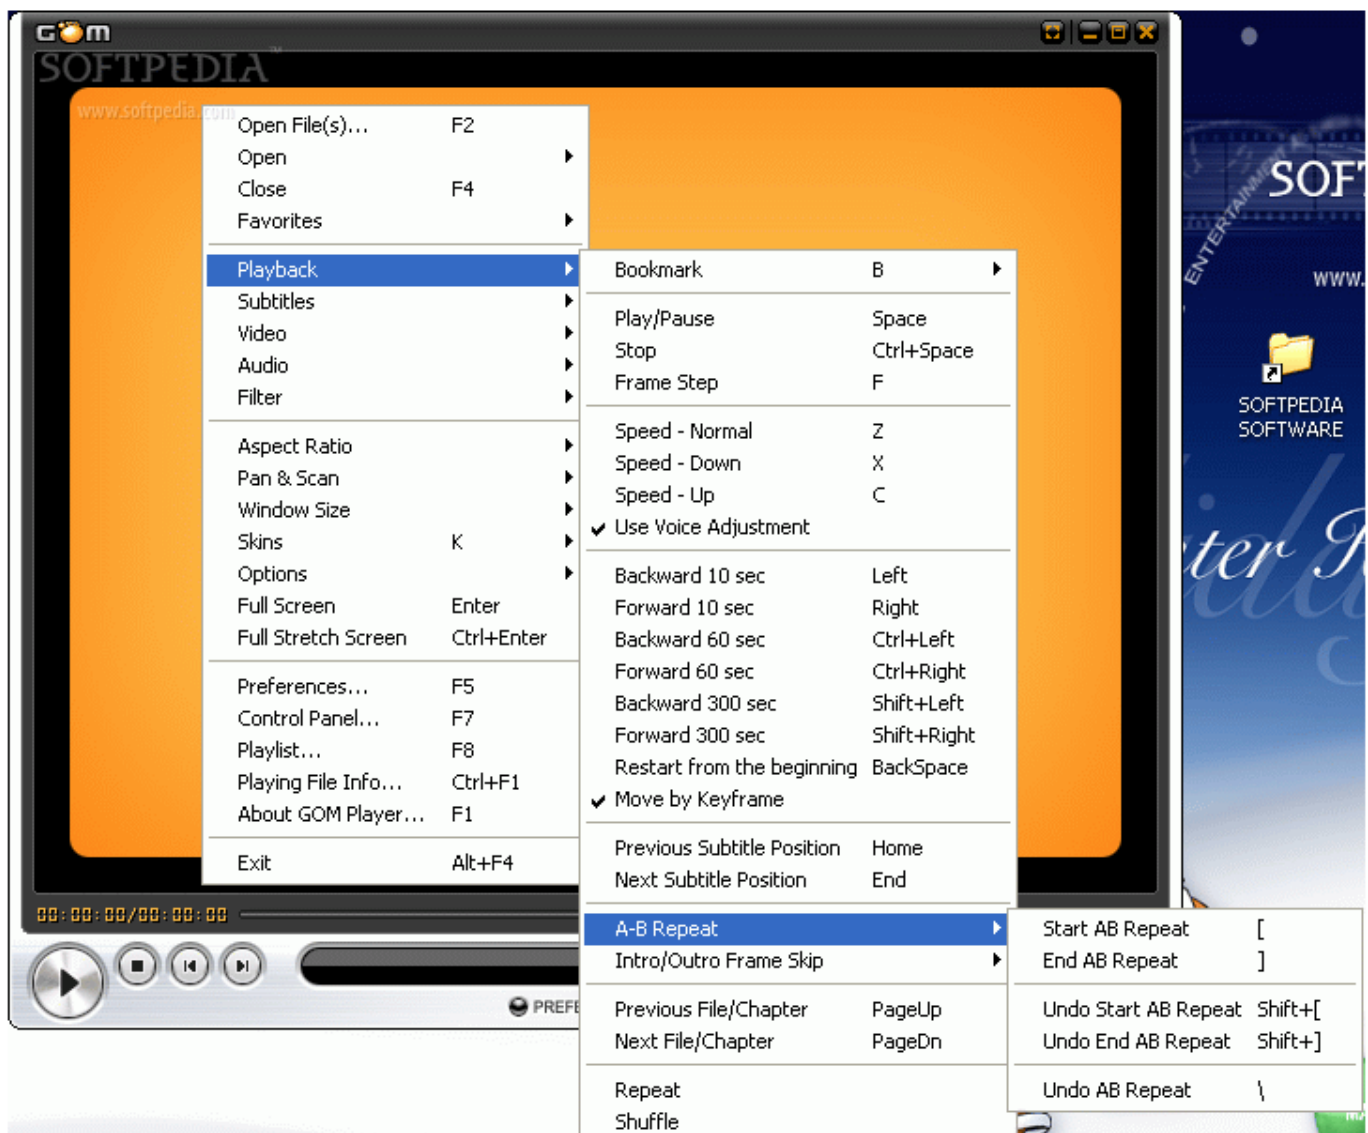 GOM
SOFTPEDIA™
www.softpedia.com
Open File(s)... F2
Open
Close F4
Favorites
Playback
Subtitles
Video
Audio
Filter
Aspect Ratio
Pan & Scan
Window Size
Skins K
Options
Full Screen Enter
Full Stretch Screen Ctrl+Enter
Preferences... F5
Control Panel... F7
Playlist... F8
Playing File Info... Ctrl+F1
About GOM Player... F1
Exit Alt+F4
Bookmark B
Play/Pause Space
Stop Ctrl+Space
Frame Step F
Speed - Normal Z
Speed - Down X
Speed - Up C
Use Voice Adjustment
Backward 10 sec Left
Forward 10 sec Right
Backward 60 sec Ctrl+Left
Forward 60 sec Ctrl+Right
Backward 300 sec Shift+Left
Forward 300 sec Shift+Right
Restart from the beginning BackSpace
Move by Keyframe
Previous Subtitle Position Home
Next Subtitle Position End
A-B Repeat
Intro/Outro Frame Skip
Previous File/Chapter PageUp
Next File/Chapter PageDn
Repeat
Shuffle
Start AB Repeat [
End AB Repeat ]
Undo Start AB Repeat Shift+[
Undo End AB Repeat Shift+]
Undo AB Repeat \
00:00:00/00:00:00
PREFE
SOFT
ENTERTAINMENT
www.
SOFTPEDIA
SOFTWARE
ter